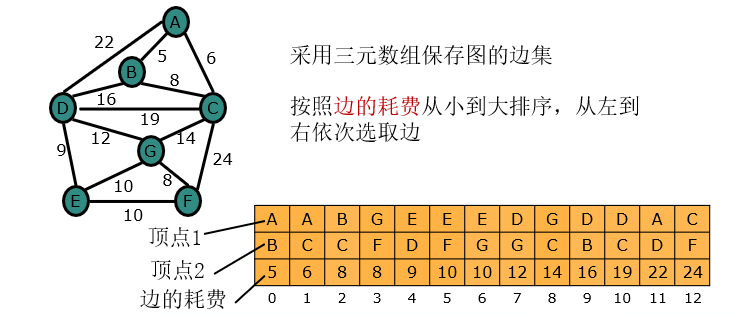 A
22
5
6
B
8
16
D
C
19
12
14
G
9
24
10
8
E
F
10
采用三元数组保存图的边集
按照边的耗费从小到大排序，从左到
右依次选取边
顶点1 A A B G E E E D G D D A C
顶点2 B C C F D F G G C B C D F
边的耗费 5 6 8 8 9 10 10 12 14 16 19 22 24
0 1 2 3 4 5 6 7 8 9 10 11 12